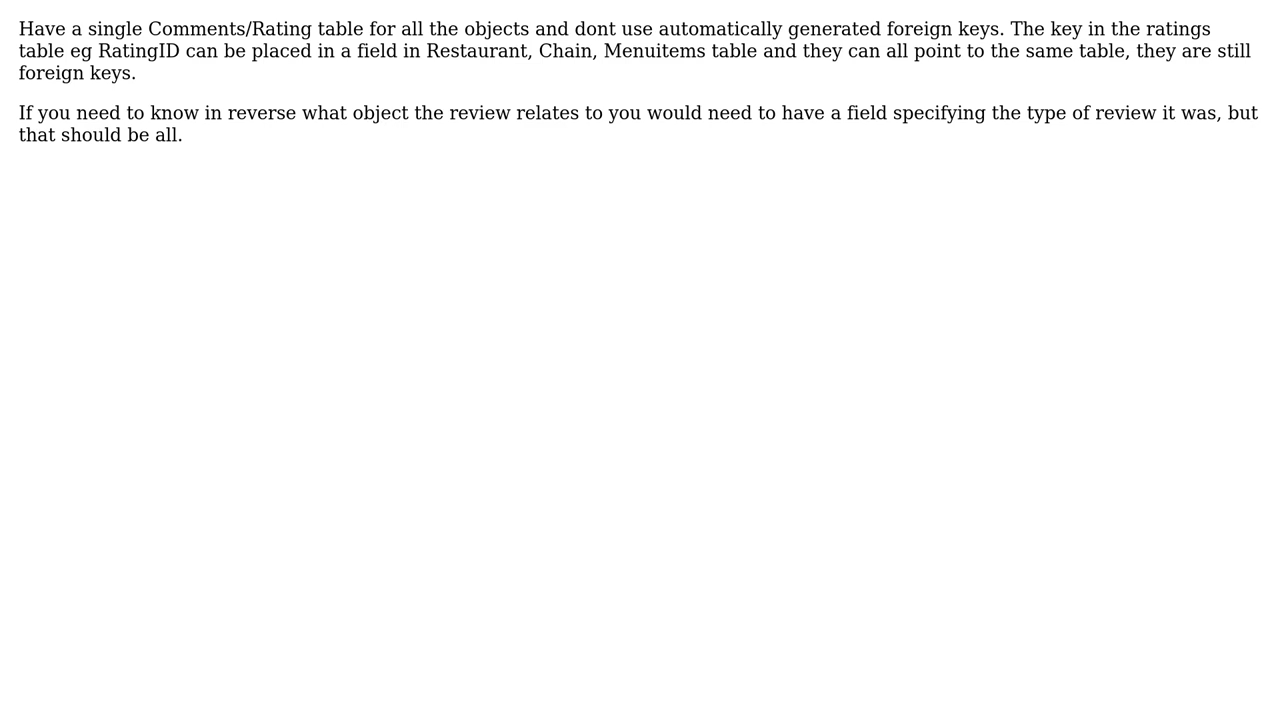 Have a single Comments/Rating table for all the objects and dont use automatically generated foreign keys. The key in the ratings
table eg RatingID can be placed in a field in Restaurant, Chain, Menuitems table and they can all point to the same table, they are still
foreign keys.
If you need to know in reverse what object the review relates to you would need to have a field specifying the type of review it was, but
that should be all.